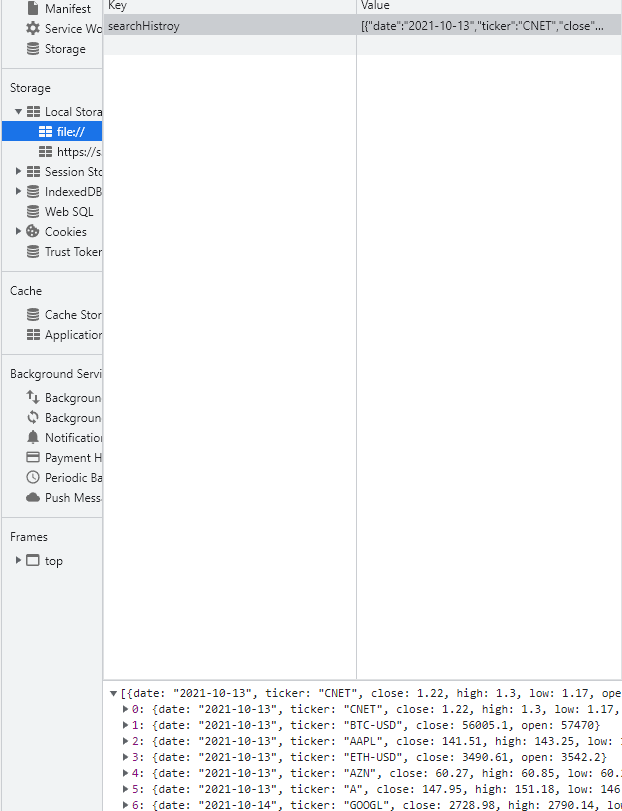 Manifest
Service Wo
Storage
Storage
Local Stora
file://
https://s
Session Sto
IndexedDB
Web SQL
Cookies
Trust Token
Cache
Cache Stor
Application
Background Servi
Background
Background
Notification
Payment H
Periodic Ba
Push Mess
Frames
top
Key Value
searchHistroy [{"date":"2021-10-13","ticker":"CNET","close"...
[{date: "2021-10-13", ticker: "CNET", close: 1.22, high: 1.3, low: 1.17, ope
0: {date: "2021-10-13", ticker: "CNET", close: 1.22, high: 1.3, low: 1.17,
1: {date: "2021-10-13", ticker: "BTC-USD", close: 56005.1, open: 57470}
2: {date: "2021-10-13", ticker: "AAPL", close: 141.51, high: 143.25, low: 1
3: {date: "2021-10-13", ticker: "ETH-USD", close: 3490.61, open: 3542.2}
4: {date: "2021-10-13", ticker: "AZN", close: 60.27, high: 60.85, low: 60.
5: {date: "2021-10-13", ticker: "A", close: 147.95, high: 151.18, low: 146
6: {date: "2021-10-14", ticker: "GOOGL", close: 2728.98, high: 2790.14, lo